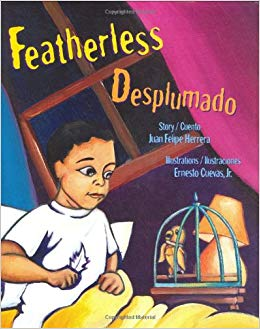 Featherless
Desplumado
Story / Cuento
Juan Felipe Herrera
Illustrations / Ilustraciones
Ernesto Cuevas, Jr.